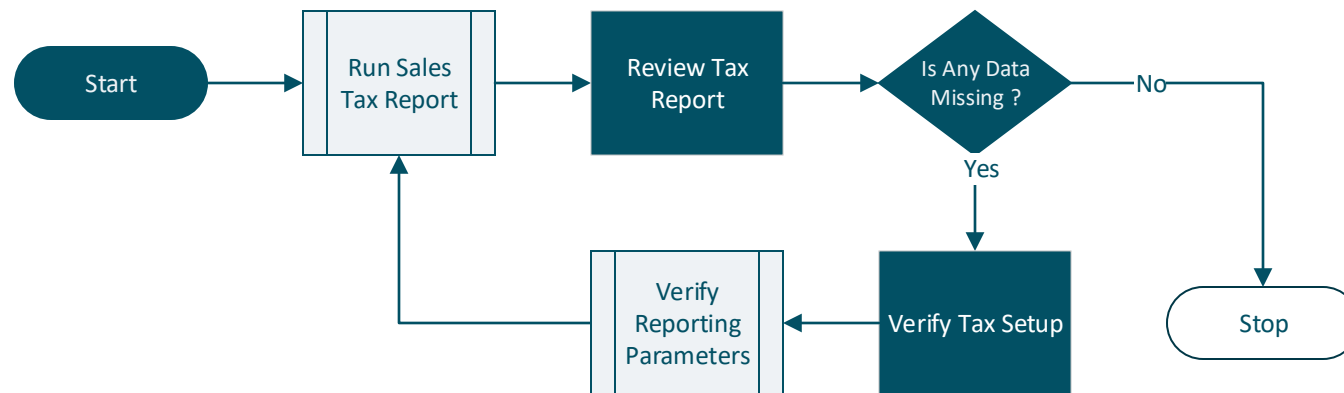 Start
Run Sales
Tax Report
Review Tax
Report
Is Any Data
Missing ?
No
Yes
Verify
Reporting
Parameters
Verify Tax Setup
Stop